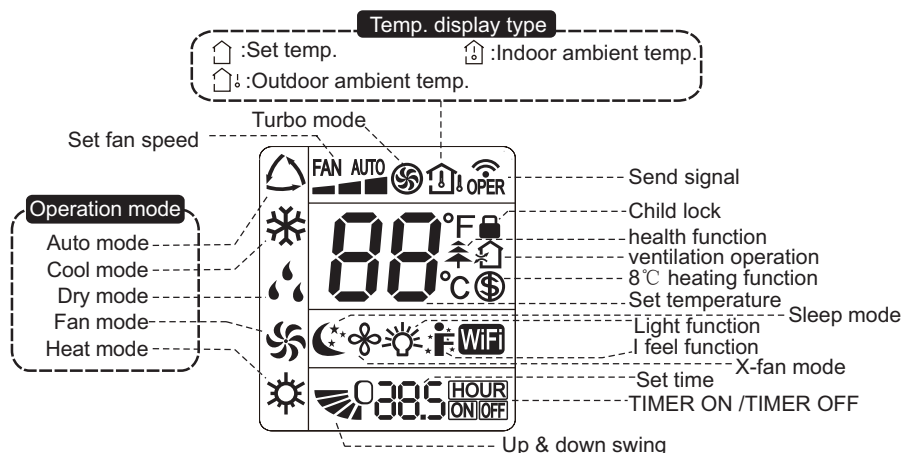 Temp. display type
:Set temp. :Indoor ambient temp.
:Outdoor ambient temp.
Turbo mode
Set fan speed
FAN AUTO
OPER
Send signal
Operation mode
Auto mode
Cool mode
Dry mode
Fan mode
Heat mode
88 °F
°C
Child lock
health function
ventilation operation
8℃ heating function
Set temperature
Sleep mode
Light function
I feel function
WiFi
X-fan mode
Set time
088.5 HOUR
ON OFF
TIMER ON /TIMER OFF
Up & down swing